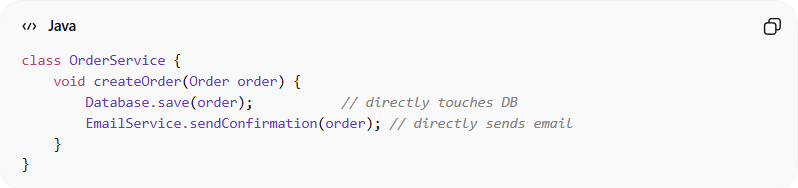 </> Java
class OrderService {
    void createOrder(Order order) {
        Database.save(order);           // directly touches DB
        EmailService.sendConfirmation(order); // directly sends email
    }
}